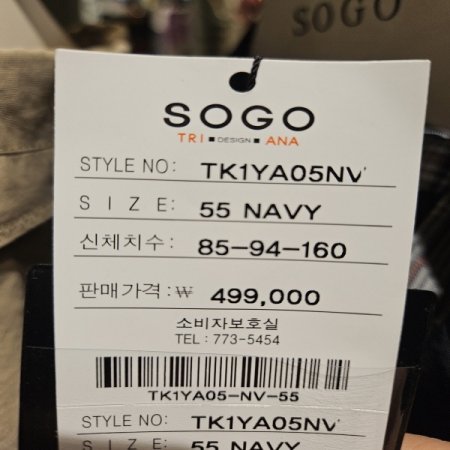 SOGO
SOGO
TRI ■ DESIGN ■ ANA
STYLE NO: TK1YA05NV
SIZE: 55 NAVY
신체치수: 85-94-160
판매가격:₩ 499,000
소비자보호실
TEL : 773-5454
TK1YA05-NV-55
STYLE NO: TK1YA05NV
SIZE: 55 NAVY